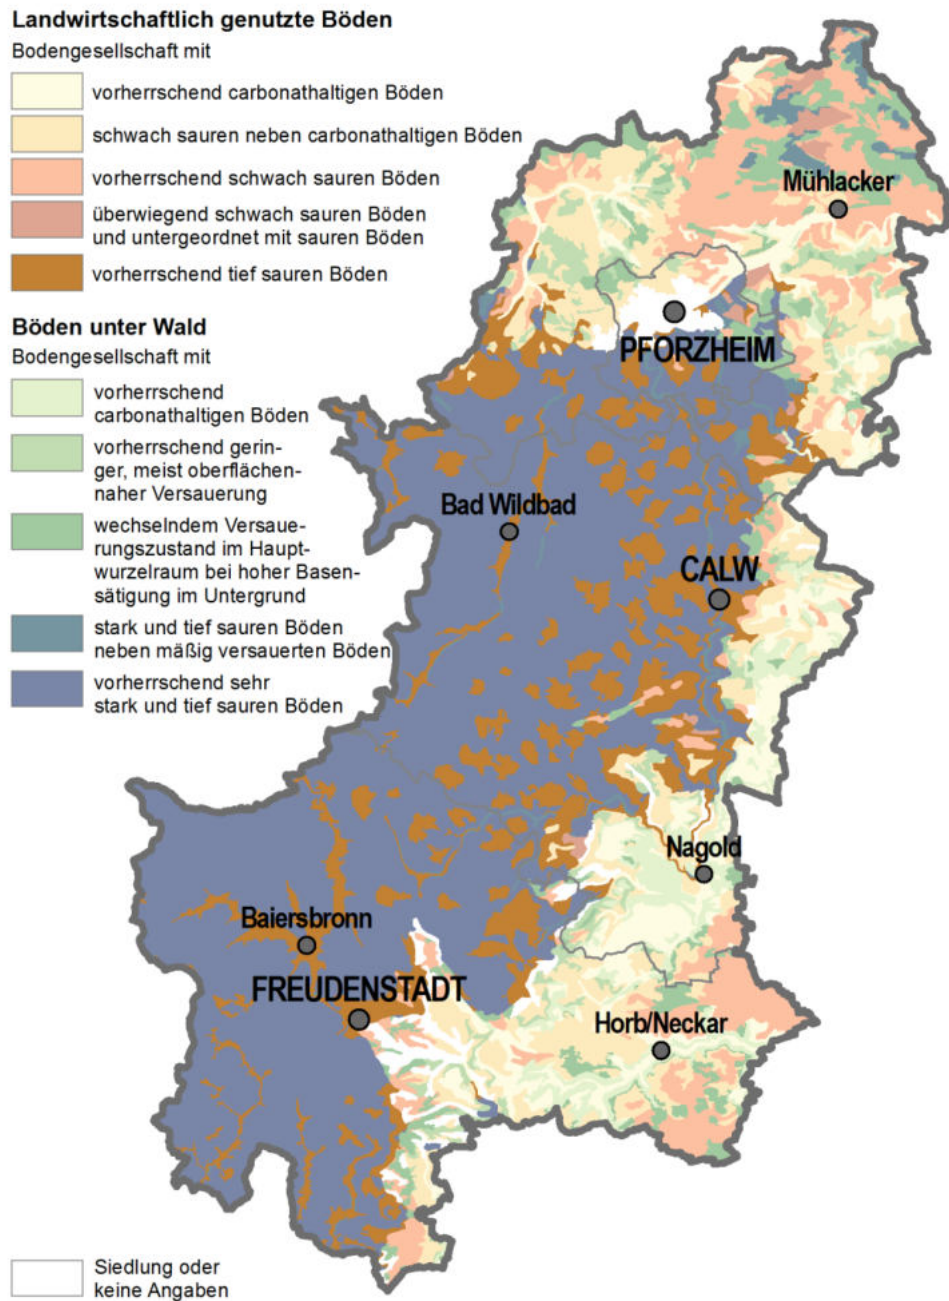 Landwirtschaftlich genutzte Böden
Bodengesellschaft mit
vorherrschend carbonathaltigen Böden
schwach sauren neben carbonathaltigen Böden
vorherrschend schwach sauren Böden
überwiegend schwach sauren Böden
und untergeordnet mit sauren Böden
vorherrschend tief sauren Böden
Böden unter Wald
Bodengesellschaft mit
vorherrschend
carbonathaltigen Böden
vorherrschend gerin-
ger, meist oberflächen-
naher Versauerung
wechselndem Versaue-
rungszustand im Haupt-
wurzelraum bei hoher Basen-
sätigung im Untergrund
stark und tief sauren Böden
neben mäßig versauerten Böden
vorherrschend sehr
stark und tief sauren Böden
Siedlung oder
keine Angaben
Mühlacker
PFORZHEIM
Bad Wildbad
CALW
Nagold
Baiersbronn
FREUDENSTADT
Horb/Neckar